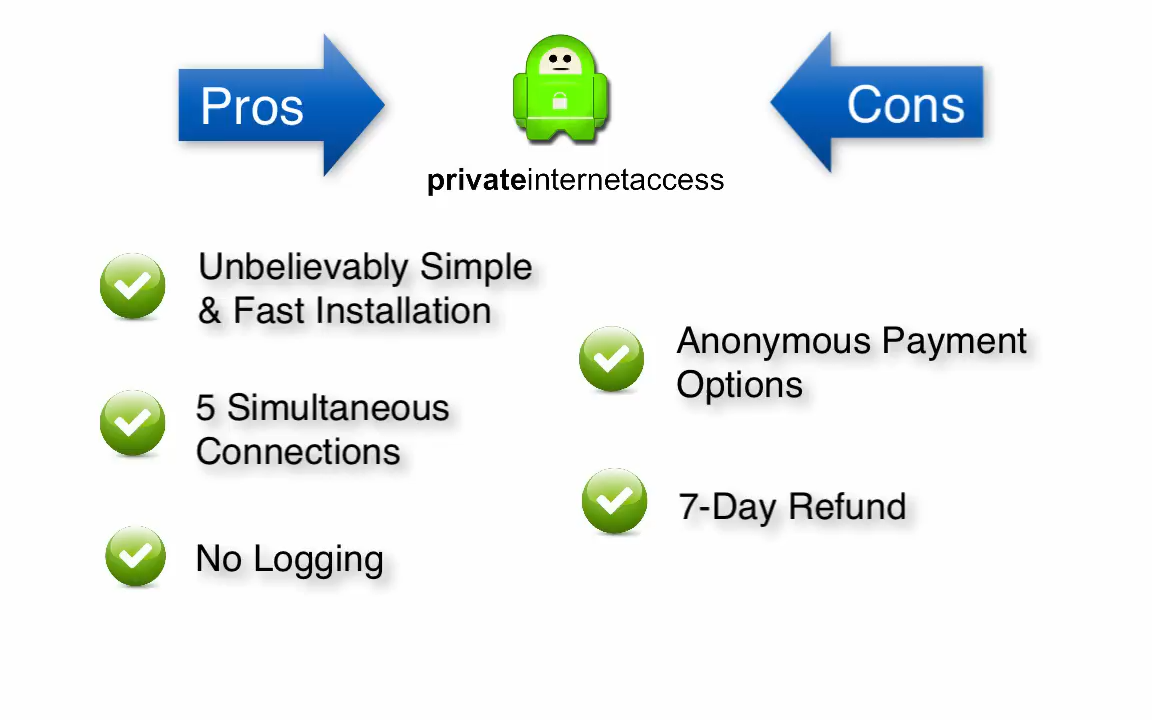 Pros
Cons
privateinternetaccess
Unbelievably Simple
& Fast Installation
5 Simultaneous
Connections
No Logging
Anonymous Payment
Options
7-Day Refund